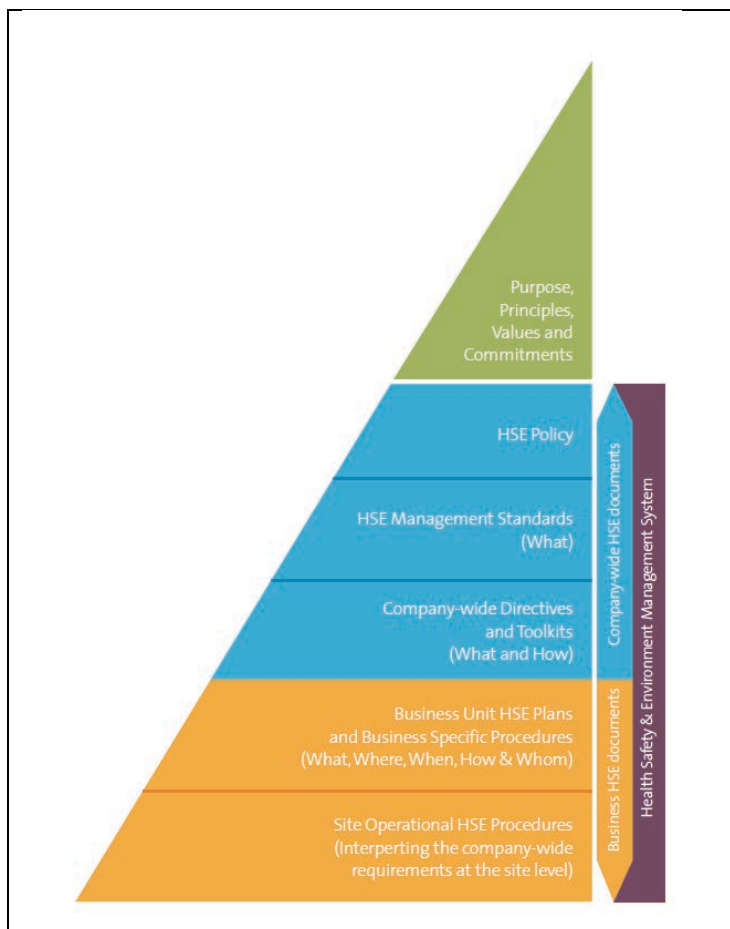 Purpose,
Principles,
Values and
Commitments
HSE Policy
HSE Management Standards
(What)
Company-wide Directives
and Toolkits
(What and How)
Business Unit HSE Plans
and Business Specific Procedures
(What, Where, When, How & Whom)
Site Operational HSE Procedures
(Interperting the company-wide
requirements at the site level)
Company-wide HSE documents
Business HSE documents
Health Safety & Environment Management System